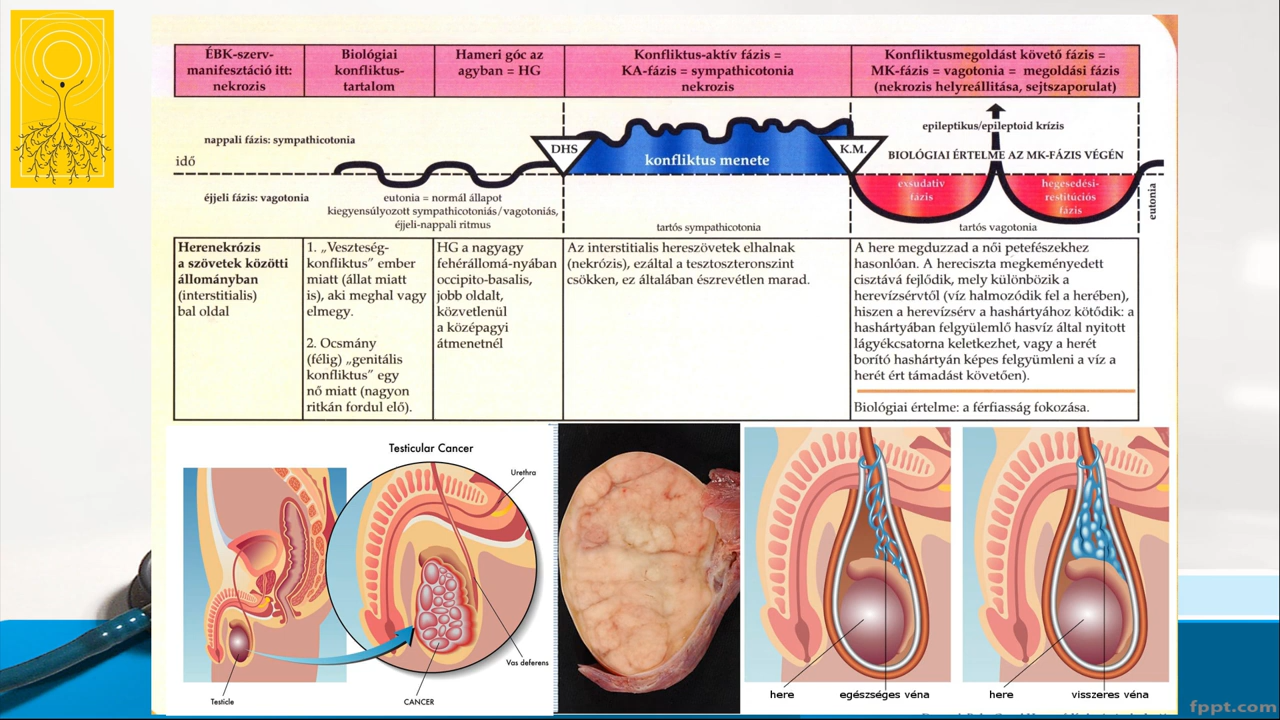 ÉBK-szerv-
manifesztáció itt:
nekrozis
Biológiai
konfliktus-
tartalom
Hameri góc az
agyban = HG
Konfliktus-aktív fázis =
KA-fázis = sympathicotonia
nekrozis
Konfliktusmegoldást követő fázis =
MK-fázis = vagotonia = megoldási fázis
(nekrozis helyreállitása, sejtszaporulat)
nappali fázis: sympathicotonia
idő
éjjeli fázis: vagotonia
eutonia = normál állapot
kiegyensúlyozott sympathicotoniás/vagotoniás,
éjjeli-nappali ritmus
DHS
konfliktus menete
tartós sympathicotonia
K.M.
epileptikus/epileptoid krízis
BIOLÓGIAI ÉRTELME AZ MK-FÁZIS VÉGÉN
exsudatív
fázis
hegesedési-
restitúciós
fázis
tartós vagotonia
eutonia
Herenekrózis
a szövetek közötti
állományban
(interstitialis)
bal oldal
1. „Veszteség-
konfliktus” ember
miatt (állat miatt
is), aki meghal vagy
elmegy.
2. Ocsmány
(félig) „genitális
konfliktus” egy
nő miatt (nagyon
ritkán fordul elő).
HG a nagyagy
fehérállomá-nyában
occipito-basalis,
jobb oldalt,
közvetlenül
a középagyi
átmenetnél
Az interstitialis hereszövetek elhalnak
(nekrózis), ezáltal a tesztoszteronszint
csökken, ez általában észrevétlen marad.
A here megduzzad a női petefészekhez
hasonlóan. A hereciszta megkeményedett
cisztává fejlődik, mely különbözik a
herevízsérvtől (víz halmozódik fel a herében),
hiszen a herevízsérv a hashártyához kötődik: a
hashártyában felgyülemlő hasvíz által nyitott
lágyékcsatorna keletkezhet, vagy a herét
borító hashártyán képes felgyümleni a víz a
herét ért támadást követően).
Biológiai értelme: a férfiasság fokozása.
Testicular Cancer
Urethra
Vas deferens
Testicle
CANCER
here
egészséges véna
here
visszeres véna
fppt.com